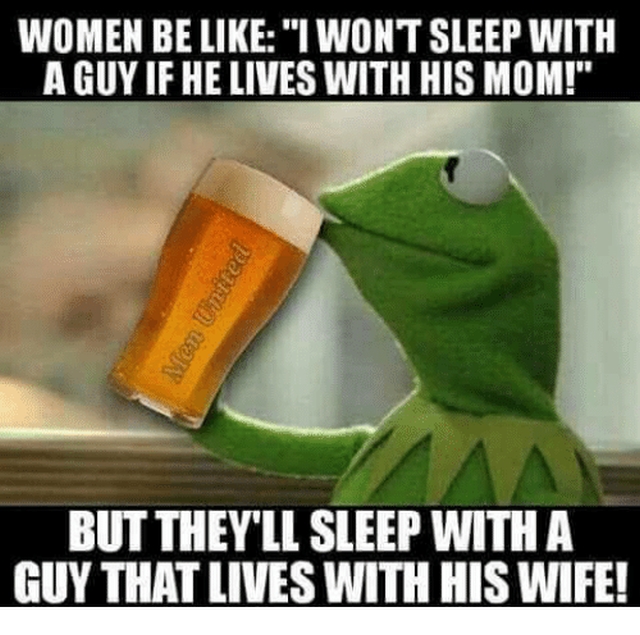 WOMEN BE LIKE: "I WON'T SLEEP WITH
A GUY IF HE LIVES WITH HIS MOM!"
Men United
BUT THEY'LL SLEEP WITH A
GUY THAT LIVES WITH HIS WIFE!